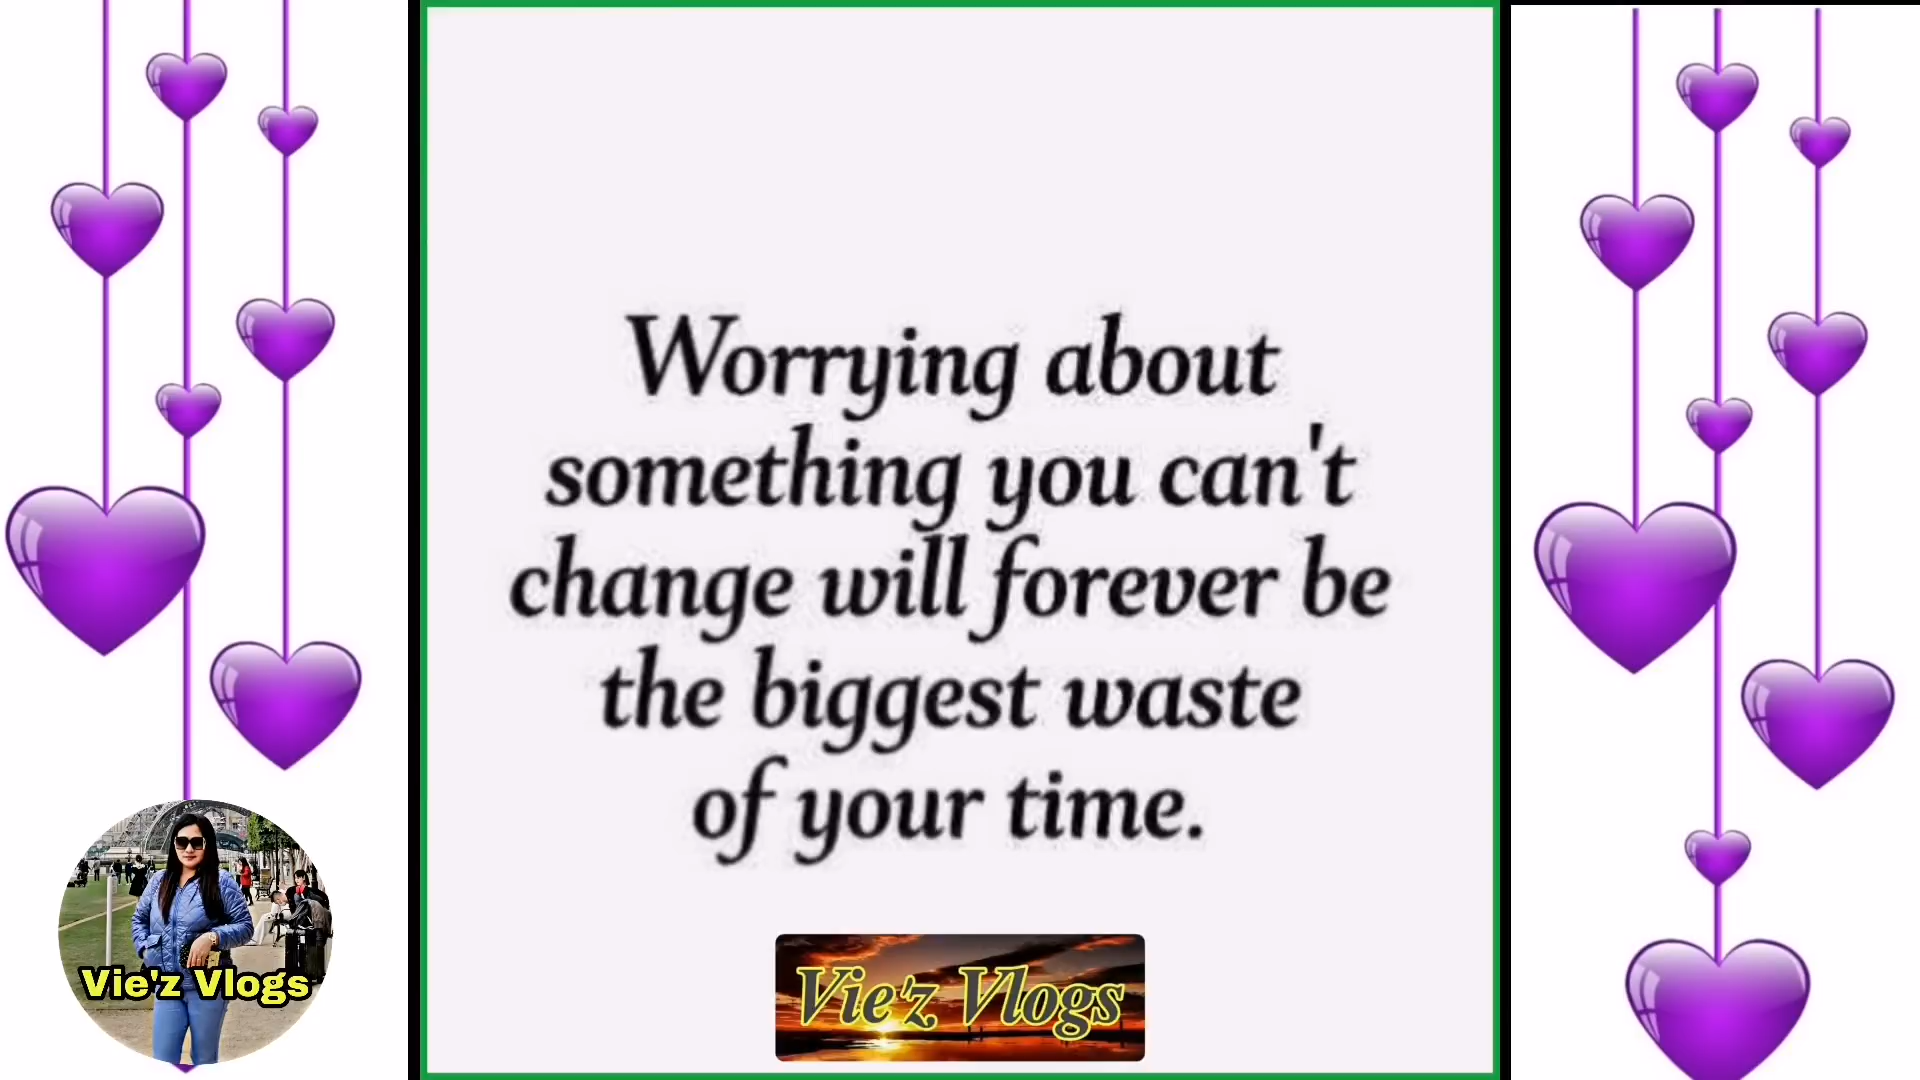 Worrying about
something you can't
change will forever be
the biggest waste
of your time.
Vie'z Vlogs
Vie'z Vlogs